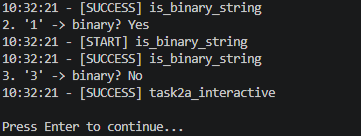 10:32:21 - [SUCCESS] is_binary_string
2. '1' -> binary? Yes
10:32:21 - [START] is_binary_string
10:32:21 - [SUCCESS] is_binary_string
3. '3' -> binary? No
10:32:21 - [SUCCESS] task2a_interactive
Press Enter to continue...